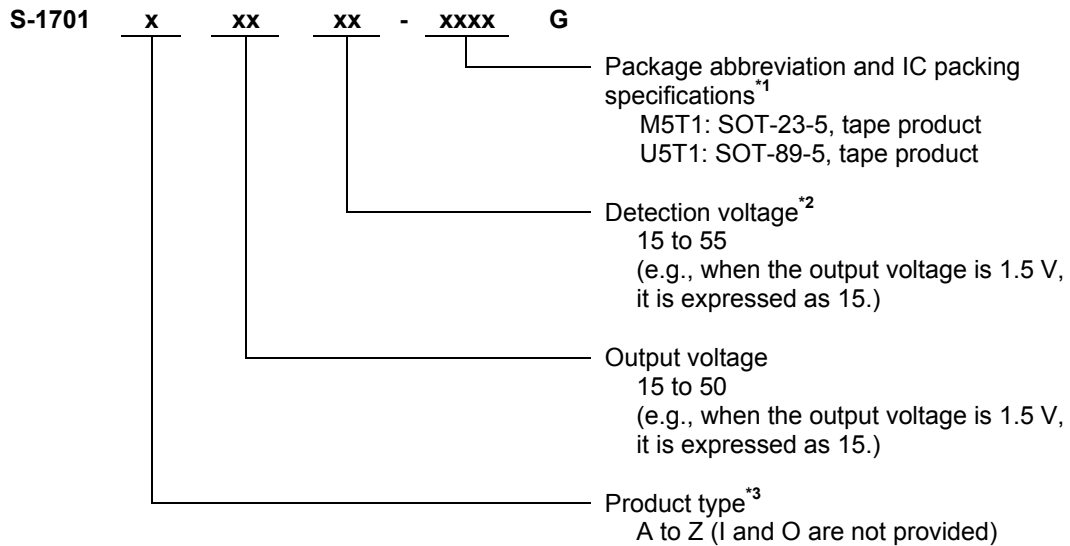 S-1701 x xx xx - xxxx G
Package abbreviation and IC packing
specifications*1
M5T1: SOT-23-5, tape product
U5T1: SOT-89-5, tape product
Detection voltage*2
15 to 55
(e.g., when the output voltage is 1.5 V,
it is expressed as 15.)
Output voltage
15 to 50
(e.g., when the output voltage is 1.5 V,
it is expressed as 15.)
Product type*3
A to Z (I and O are not provided)